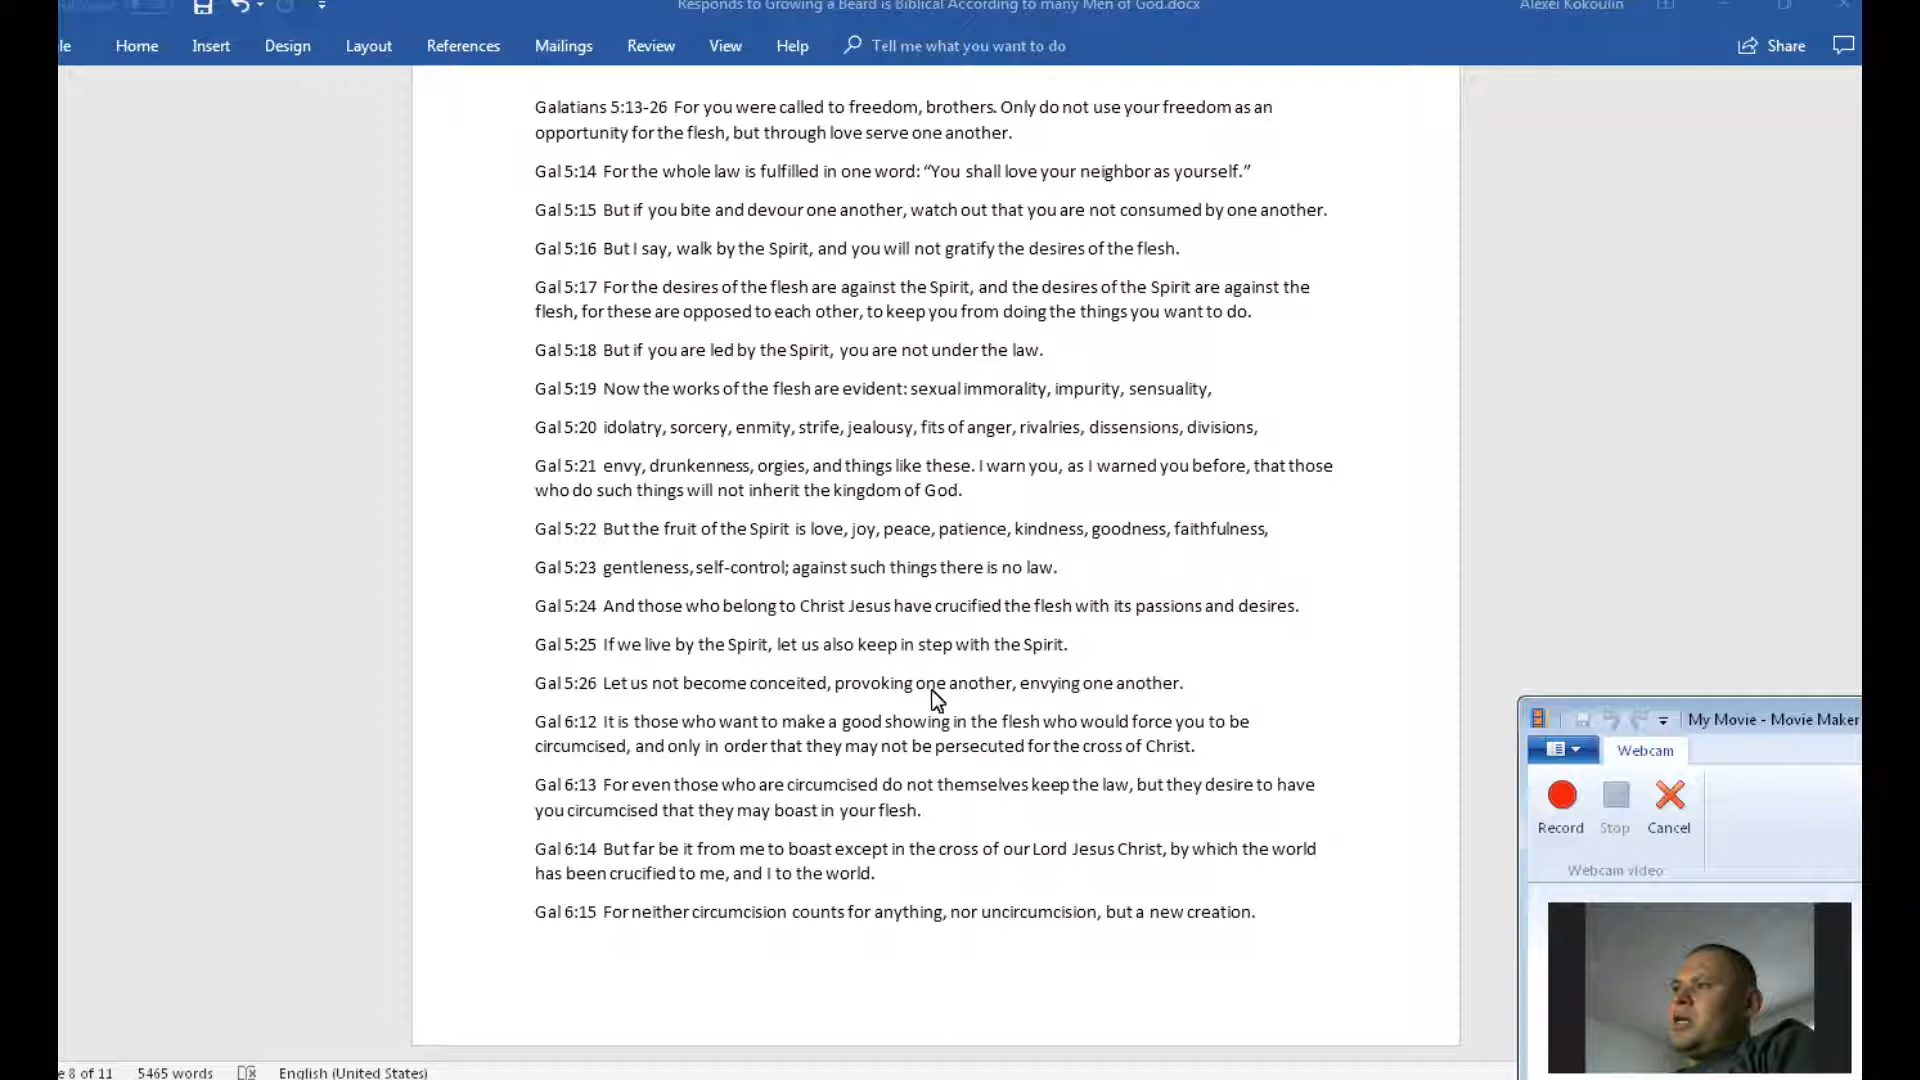 Responds to Growing a Beard is Biblical According to many Men of God.docx
Alexei Kokoulin
le Home Insert Design Layout References Mailings Review View Help Tell me what you want to do Share
Galatians 5:13-26 For you were called to freedom, brothers. Only do not use your freedom as an
opportunity for the flesh, but through love serve one another.
Gal 5:14 For the whole law is fulfilled in one word: “You shall love your neighbor as yourself.”
Gal 5:15 But if you bite and devour one another, watch out that you are not consumed by one another.
Gal 5:16 But I say, walk by the Spirit, and you will not gratify the desires of the flesh.
Gal 5:17 For the desires of the flesh are against the Spirit, and the desires of the Spirit are against the
flesh, for these are opposed to each other, to keep you from doing the things you want to do.
Gal 5:18 But if you are led by the Spirit, you are not under the law.
Gal 5:19 Now the works of the flesh are evident: sexual immorality, impurity, sensuality,
Gal 5:20 idolatry, sorcery, enmity, strife, jealousy, fits of anger, rivalries, dissensions, divisions,
Gal 5:21 envy, drunkenness, orgies, and things like these. I warn you, as I warned you before, that those
who do such things will not inherit the kingdom of God.
Gal 5:22 But the fruit of the Spirit is love, joy, peace, patience, kindness, goodness, faithfulness,
Gal 5:23 gentleness, self-control; against such things there is no law.
Gal 5:24 And those who belong to Christ Jesus have crucified the flesh with its passions and desires.
Gal 5:25 If we live by the Spirit, let us also keep in step with the Spirit.
Gal 5:26 Let us not become conceited, provoking one another, envying one another.
Gal 6:12 It is those who want to make a good showing in the flesh who would force you to be
circumcised, and only in order that they may not be persecuted for the cross of Christ.
Gal 6:13 For even those who are circumcised do not themselves keep the law, but they desire to have
you circumcised that they may boast in your flesh.
Gal 6:14 But far be it from me to boast except in the cross of our Lord Jesus Christ, by which the world
has been crucified to me, and I to the world.
Gal 6:15 For neither circumcision counts for anything, nor uncircumcision, but a new creation.
My Movie - Movie Maker
Webcam
Record Stop Cancel
Webcam video
e 8 of 11 5465 words English (United States)